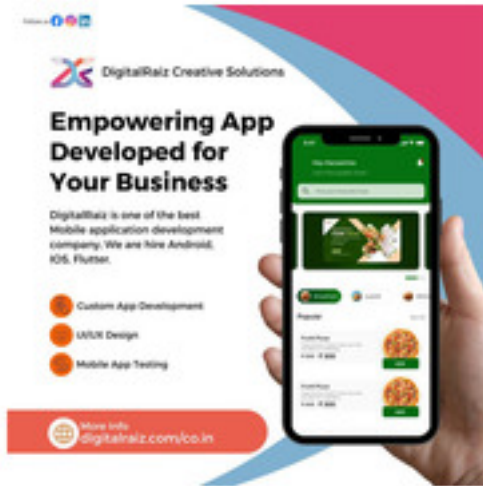 DigitalRaiz Creative Solutions
Empowering App
Developed for
Your Business
DigitalRaiz is one of the best
Mobile application development
company. We are hire Android,
IOS, Flutter.
Custom App Development
UI/UX Design
Mobile App Testing
More Info
digitalraiz.com/co.in
Popular